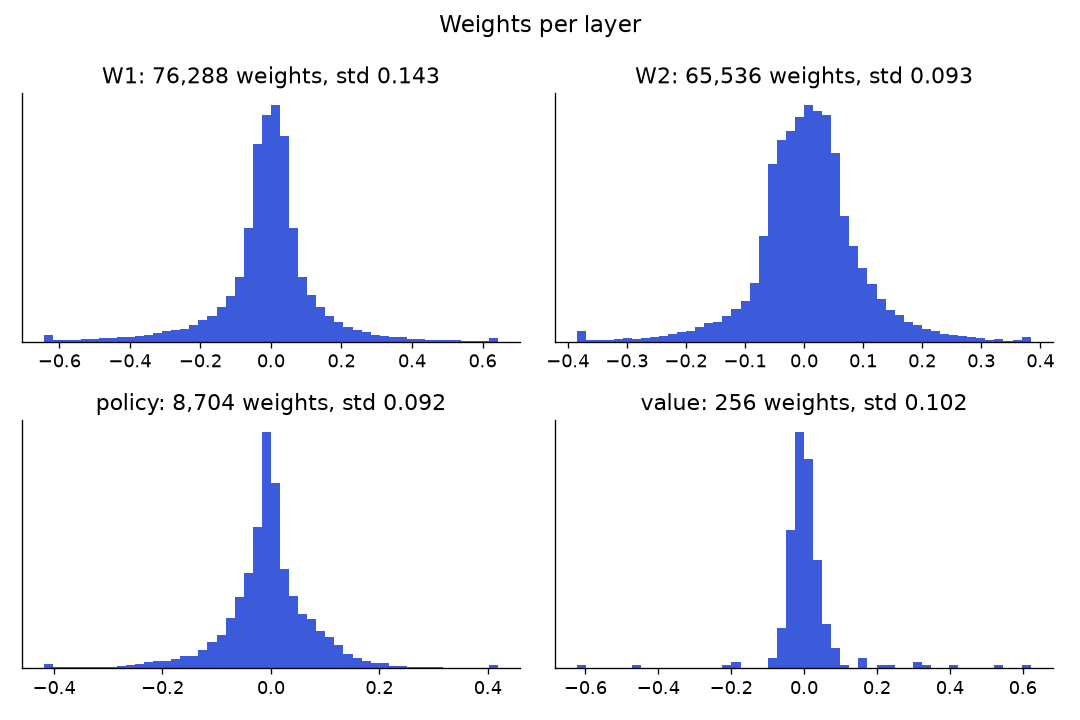 Weights per layer
W1: 76,288 weights, std 0.143
W2: 65,536 weights, std 0.093
−0.6 −0.4 −0.2 0.0 0.2 0.4 0.6
−0.4 −0.3 −0.2 −0.1 0.0 0.1 0.2 0.3 0.4
policy: 8,704 weights, std 0.092
value: 256 weights, std 0.102
−0.4 −0.2 0.0 0.2 0.4
−0.6 −0.4 −0.2 0.0 0.2 0.4 0.6